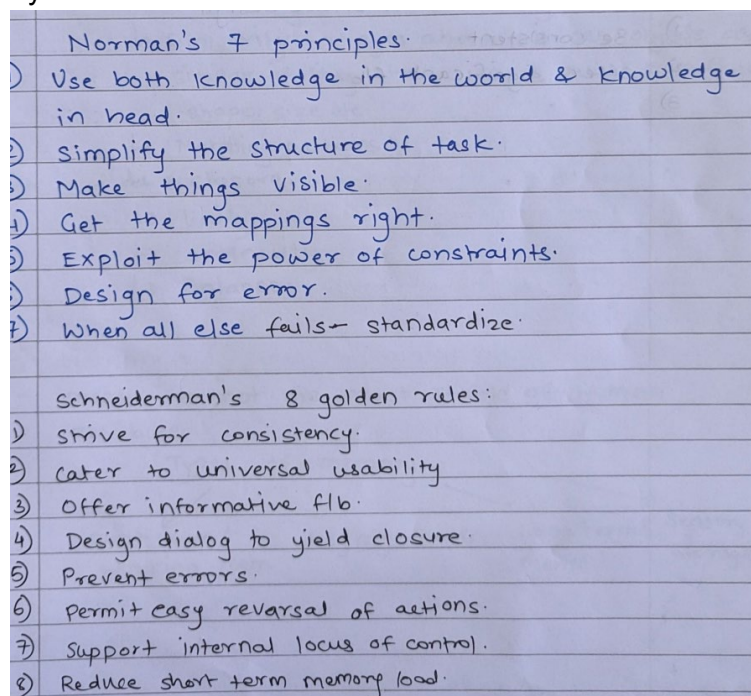 Norman's 7 principles.
1) Use both knowledge in the world & knowledge
in head.
2) simplify the structure of task.
3) Make things visible.
4) Get the mappings right.
5) Exploit the power of constraints.
6) Design for error.
7) When all else fails - standardize.
Schneiderman's 8 golden rules:
1) strive for consistency.
2) cater to universal usability
3) Offer informative f/b.
4) Design dialog to yield closure.
5) Prevent errors.
6) Permit easy revarsal of actions.
7) Support internal locus of control.
8) Reduce short term memory load.